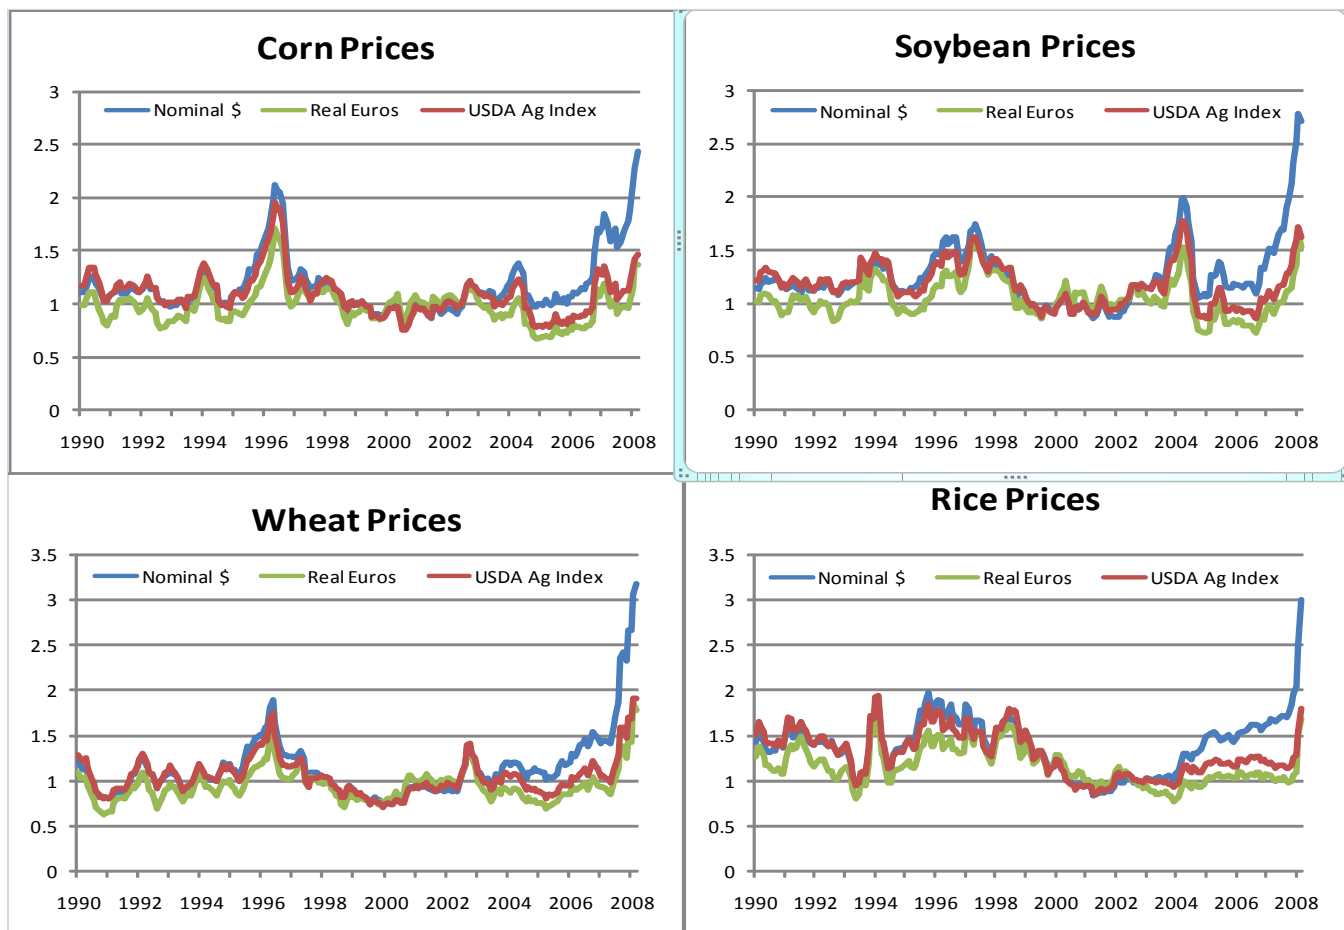 Corn Prices
3
Nominal $ Real Euros USDA Ag Index
2.5
2
1.5
1
0.5
0
1990 1992 1994 1996 1998 2000 2002 2004 2006 2008
Soybean Prices
3
Nominal $ Real Euros USDA Ag Index
2.5
2
1.5
1
0.5
0
1990 1992 1994 1996 1998 2000 2002 2004 2006 2008
Wheat Prices
3.5
Nominal $ Real Euros USDA Ag Index
3
2.5
2
1.5
1
0.5
0
1990 1992 1994 1996 1998 2000 2002 2004 2006 2008
Rice Prices
3.5
Nominal $ Real Euros USDA Ag Index
3
2.5
2
1.5
1
0.5
0
1990 1992 1994 1996 1998 2000 2002 2004 2006 2008